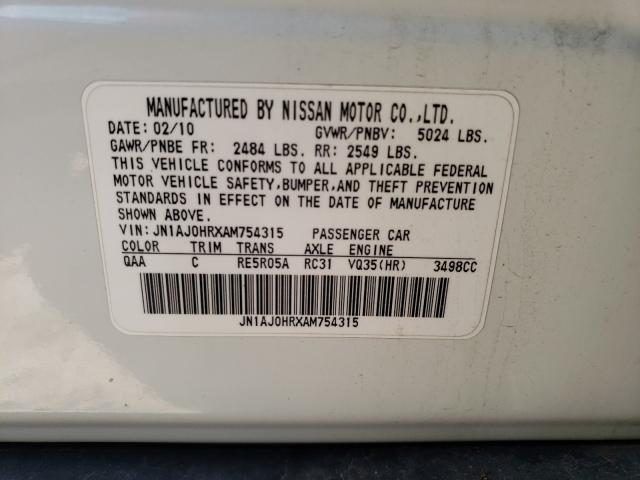 MANUFACTURED BY NISSAN MOTOR CO.,LTD.
DATE: 02/10 GVWR/PNBV: 5024 LBS.
GAWR/PNBE FR: 2484 LBS. RR: 2549 LBS.
THIS VEHICLE CONFORMS TO ALL APPLICABLE FEDERAL
MOTOR VEHICLE SAFETY,BUMPER,AND THEFT PREVENTION
STANDARDS IN EFFECT ON THE DATE OF MANUFACTURE
SHOWN ABOVE.
VIN: JN1AJ0HRXAM754315 PASSENGER CAR
COLOR TRIM TRANS AXLE ENGINE
QAA C RE5R05A RC31 VQ35(HR) 3498CC
JN1AJ0HRXAM754315